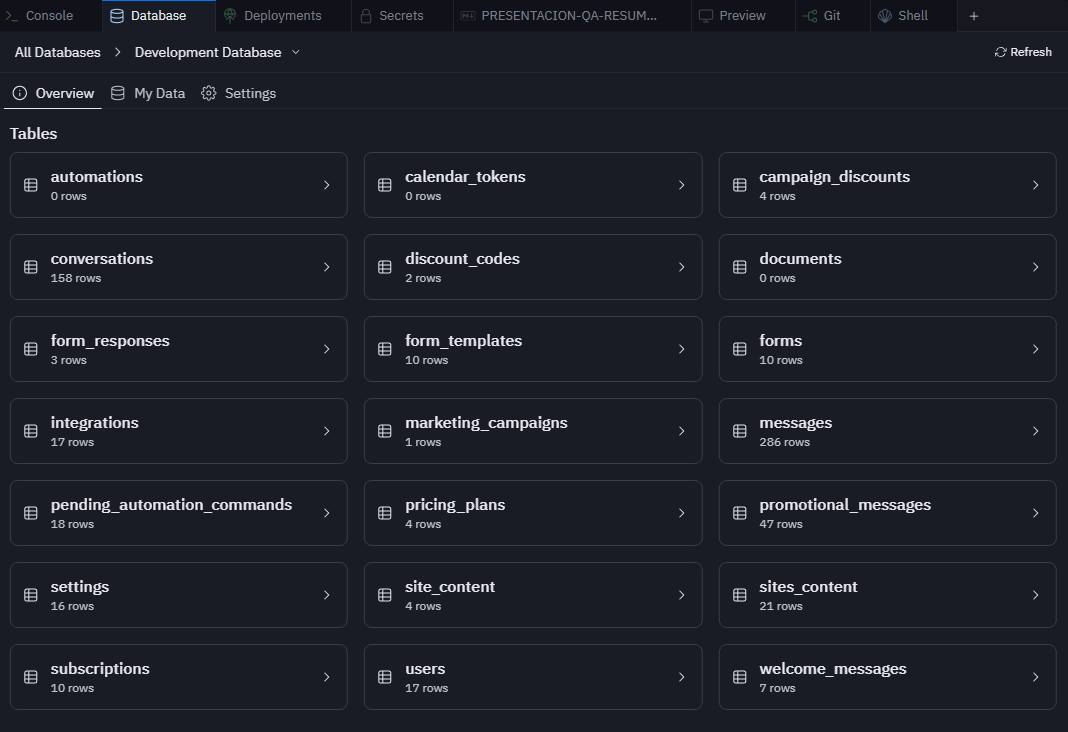 Console Database Deployments Secrets PRESENTACION-QA-RESUM... Preview Git Shell +
All Databases > Development Database Refresh
Overview My Data Settings
Tables
automations calendar_tokens campaign_discounts
0 rows 0 rows 4 rows
conversations discount_codes documents
158 rows 2 rows 0 rows
form_responses form_templates forms
3 rows 10 rows 10 rows
integrations marketing_campaigns messages
17 rows 1 rows 286 rows
pending_automation_commands pricing_plans promotional_messages
18 rows 4 rows 47 rows
settings site_content sites_content
16 rows 4 rows 21 rows
subscriptions users welcome_messages
10 rows 17 rows 7 rows